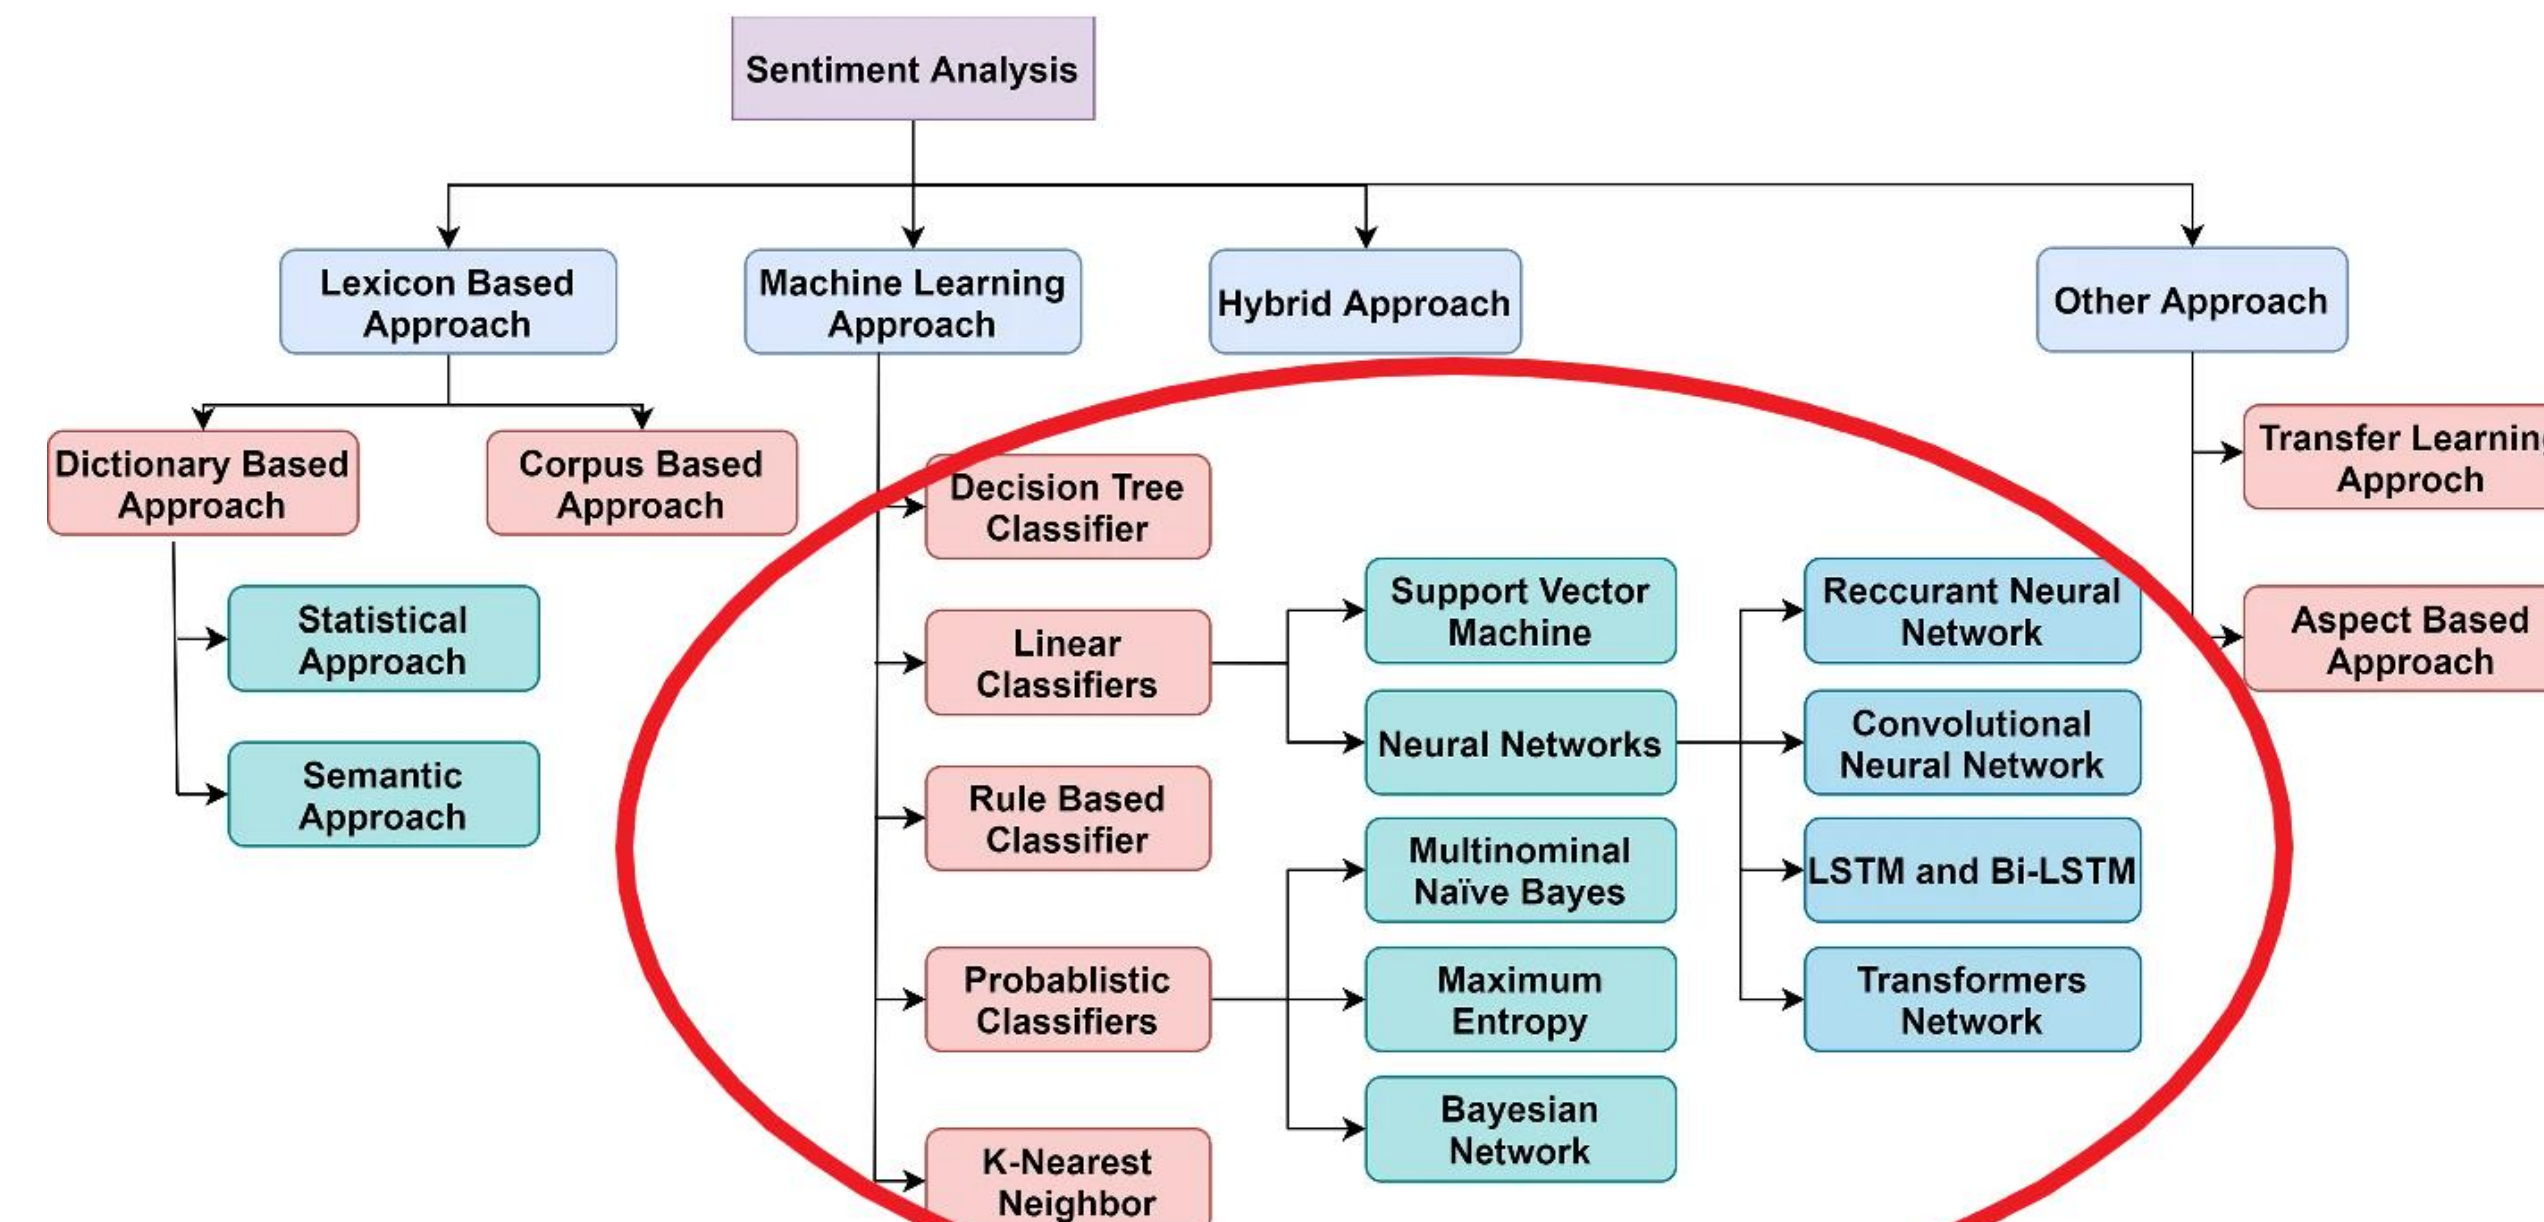 Sentiment Analysis
Lexicon Based
Approach
Machine Learning
Approach
Hybrid Approach
Other Approach
Dictionary Based
Approach
Corpus Based
Approach
Statistical
Approach
Semantic
Approach
Decision Tree
Classifier
Linear
Classifiers
Rule Based
Classifier
Probablistic
Classifiers
K-Nearest
Neighbor
Support Vector
Machine
Neural Networks
Multinominal
Naïve Bayes
Maximum
Entropy
Bayesian
Network
Reccurant Neural
Network
Convolutional
Neural Network
LSTM and Bi-LSTM
Transformers
Network
Transfer Learning
Approch
Aspect Based
Approach